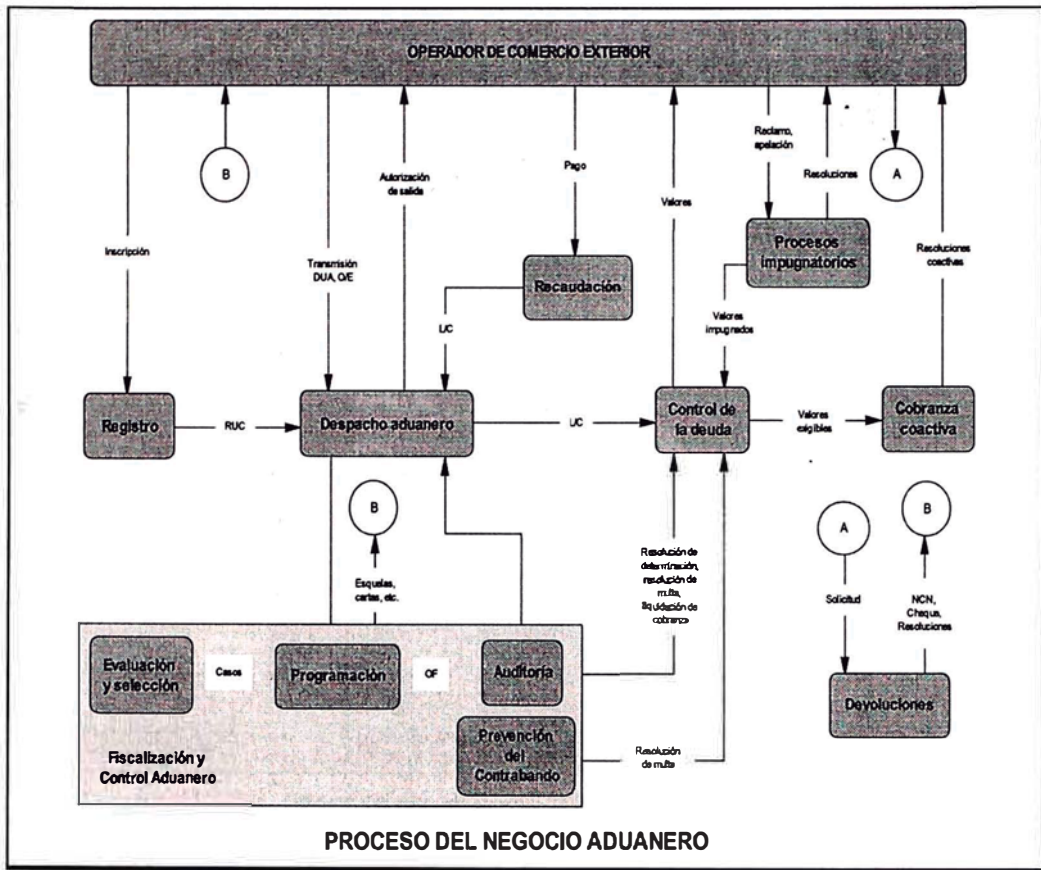 OPERADOR DE COMERCIO EXTERIOR
B
A
Inscripción
Transmisión
DUA, O/E
Autorización
de salida
Pago
Valores
Reclamo,
apelación
Resoluciones
Resoluciones
coactivas
Procesos
impugnatorios
Recaudación
L/C
Valores
impugnados
Registro
RUC
Despacho aduanero
L/C
Control de
la deuda
Valores
exigibles
Cobranza
coactiva
B
Esquelas,
cartas, etc.
Resolución de
determinación,
resolución de
multa,
liquidación de
cobranza
A
B
Solicitud
NCN,
Cheque,
Resoluciones
Devoluciones
Evaluación
y selección
Casos
Programación
OF
Auditoría
Prevención
del
Contrabando
Resolución
de multa
Fiscalización y
Control Aduanero
PROCESO DEL NEGOCIO ADUANERO